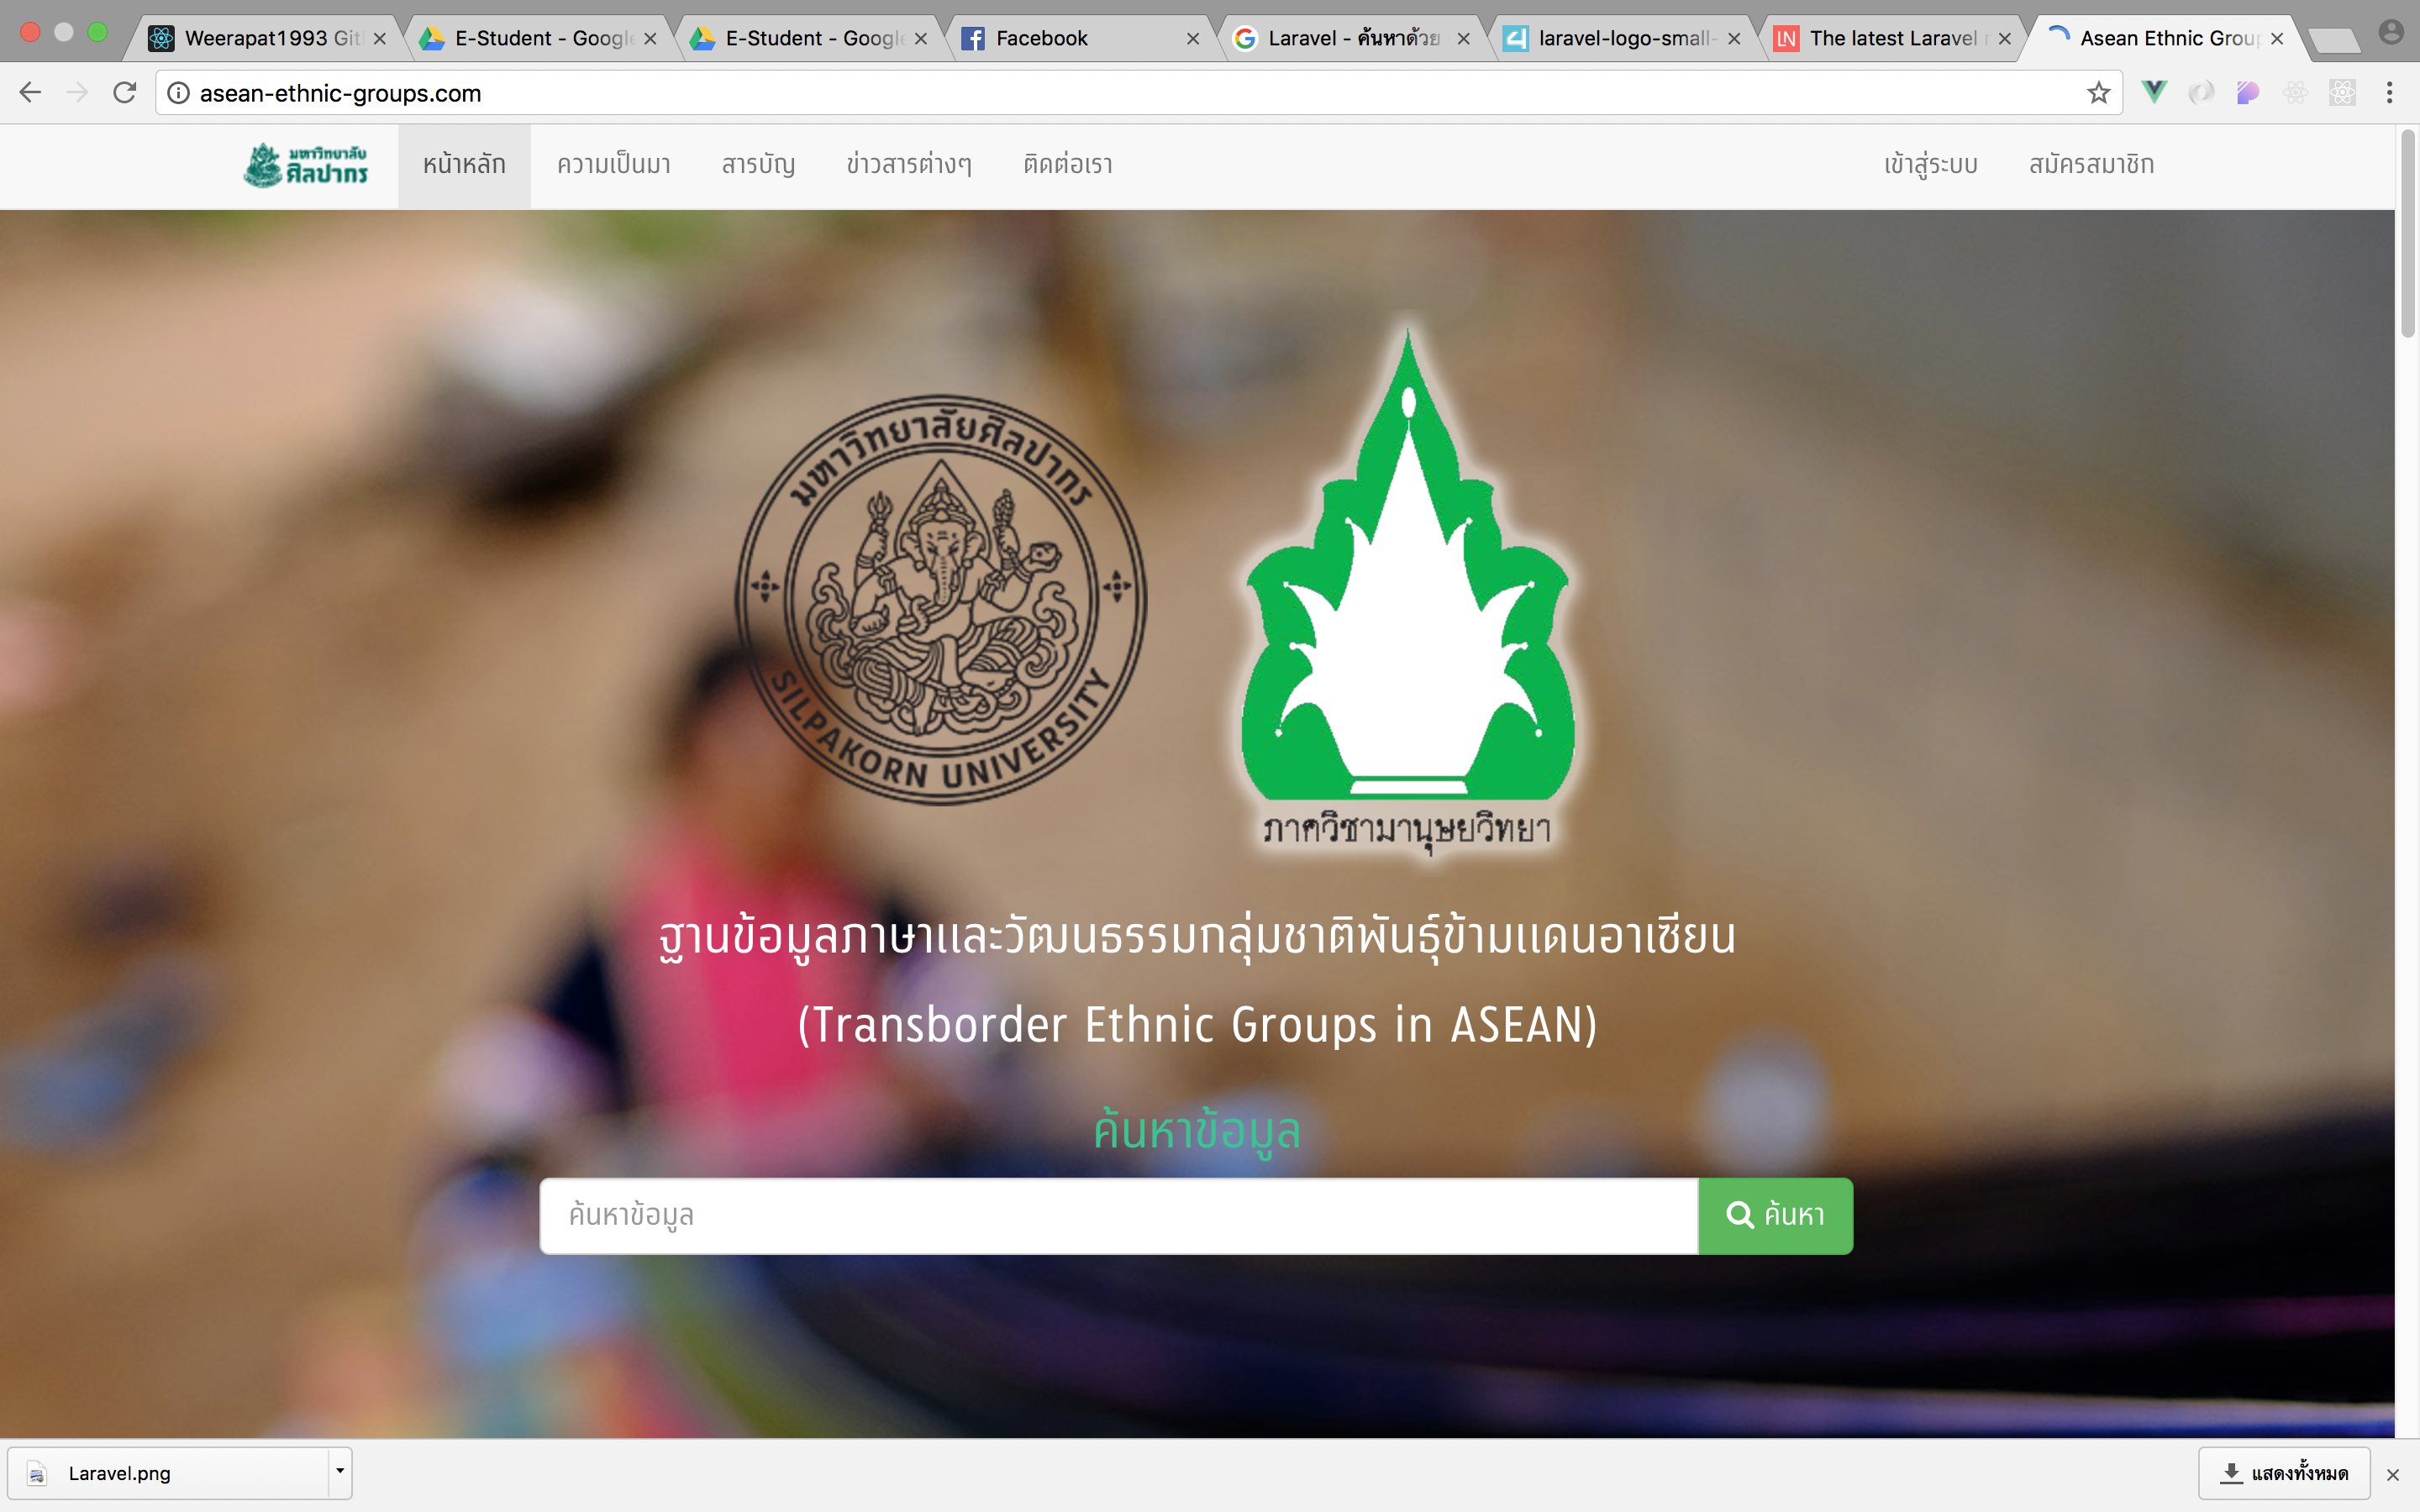 Weerapat1993 Git
E-Student - Google
E-Student - Google
Facebook
Laravel - ค้นหาด้วย
laravel-logo-small-
The latest Laravel
Asean Ethnic Group
asean-ethnic-groups.com
มหาวิทยาลัย
ศิลปากร
หน้าหลัก
ความเป็นมา
สารบัญ
ข่าวสารต่างๆ
ติดต่อเรา
เข้าสู่ระบบ
สมัครสมาชิก
มหาวิทยาลัยศิลปากร
SILPAKORN UNIVERSITY
ภาควิชามานุษยวิทยา
ฐานข้อมูลภาษาและวัฒนธรรมกลุ่มชาติพันธุ์ข้ามแดนอาเซียน
(Transborder Ethnic Groups in ASEAN)
ค้นหาข้อมูล
ค้นหาข้อมูล
ค้นหา
Laravel.png
แสดงทั้งหมด